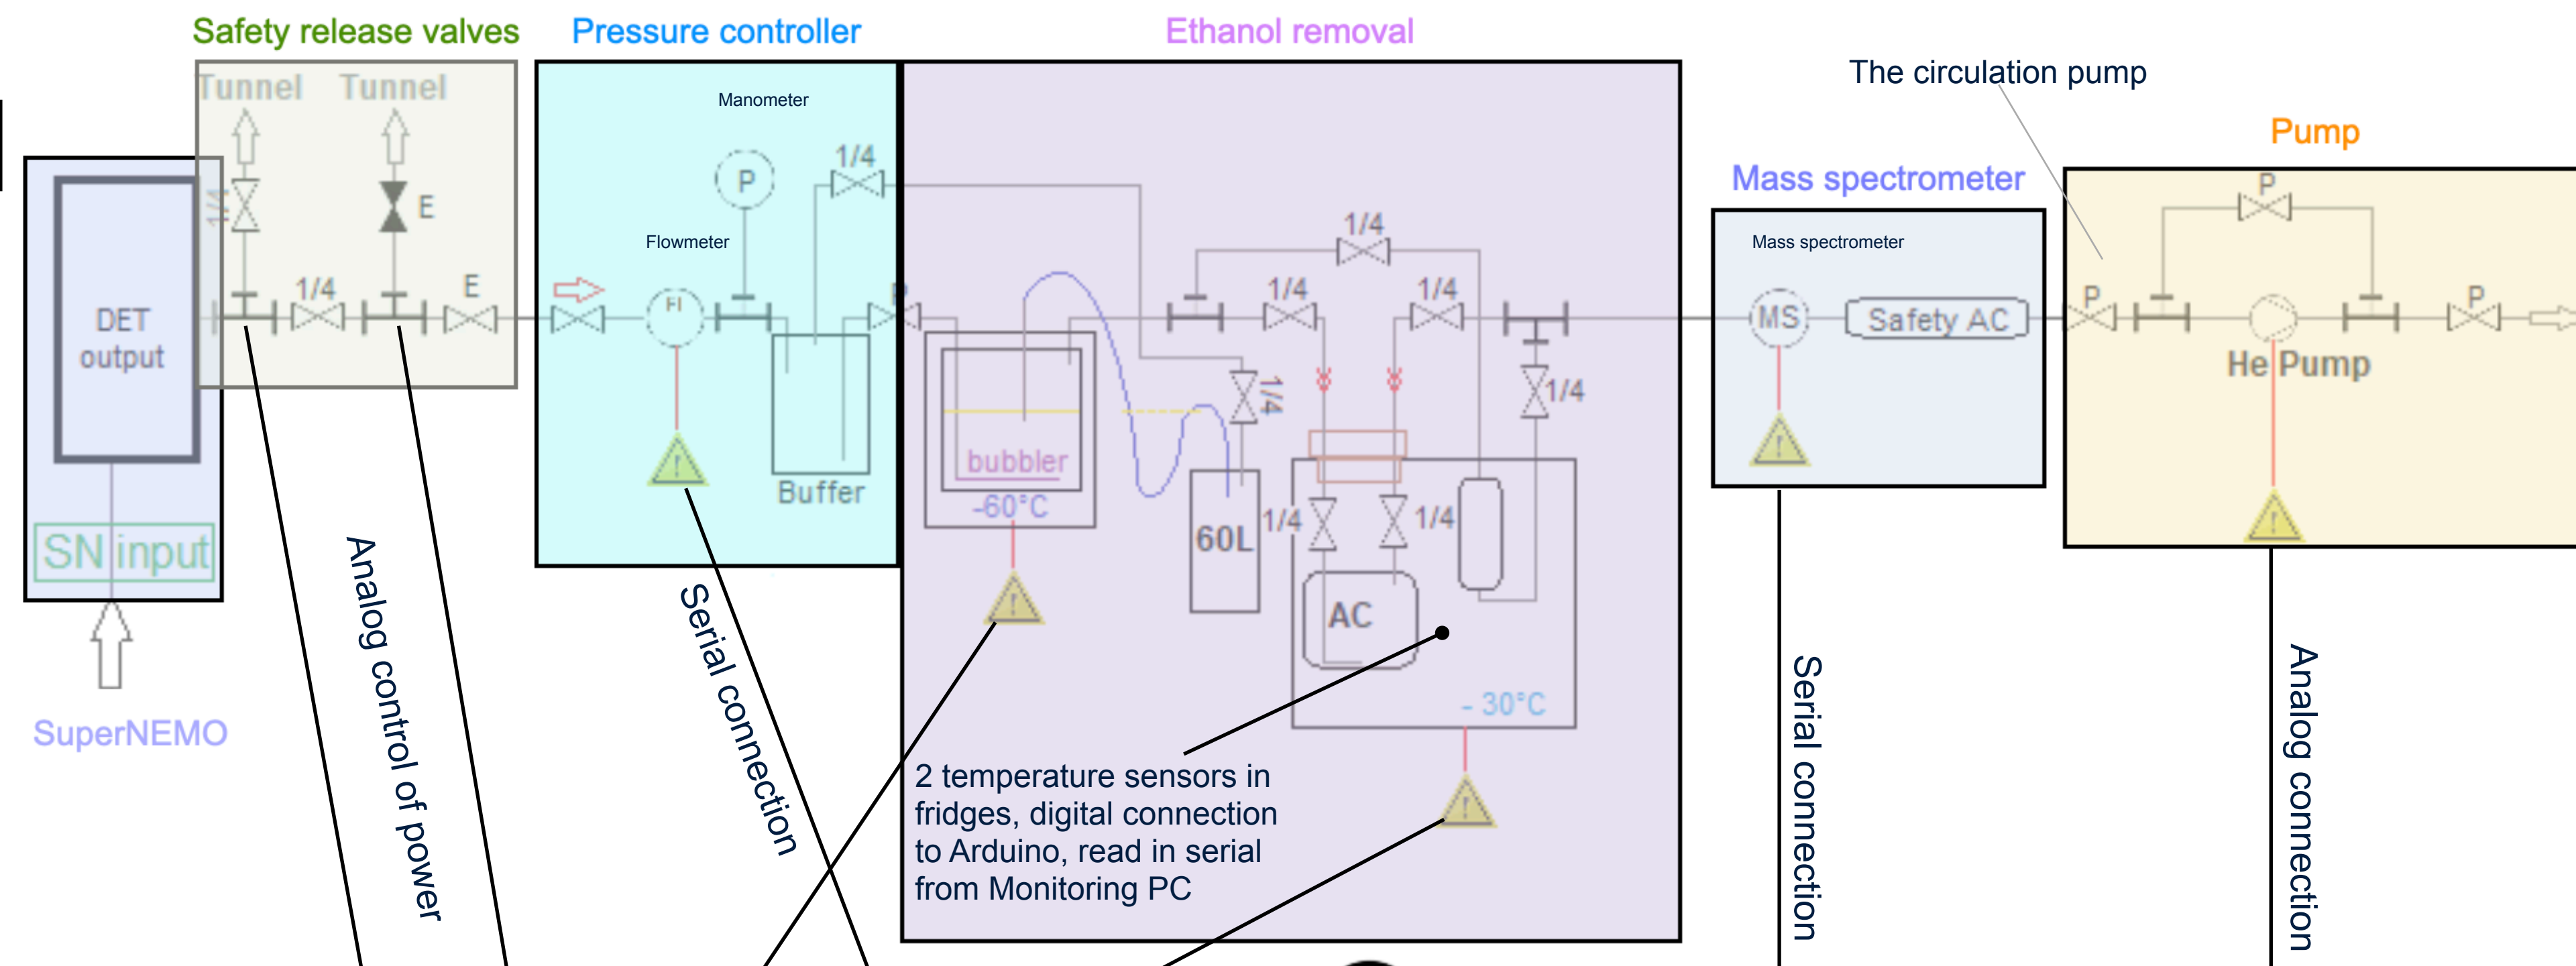 Safety release valves
Pressure controller
Ethanol removal
The circulation pump
Pump
Mass spectrometer
Tunnel
Tunnel
1/4
E
1/4
E
DET
output
SN input
SuperNEMO
Analog control of power
Manometer
P
1/4
Flowmeter
FI
P
Buffer
Serial connection
bubbler
-60°C
60L
1/4
1/4
1/4
1/4
1/4
1/4
1/4
AC
- 30°C
2 temperature sensors in
fridges, digital connection
to Arduino, read in serial
from Monitoring PC
Mass spectrometer
MS
Safety AC
Serial connection
P
P
P
He Pump
Analog connection